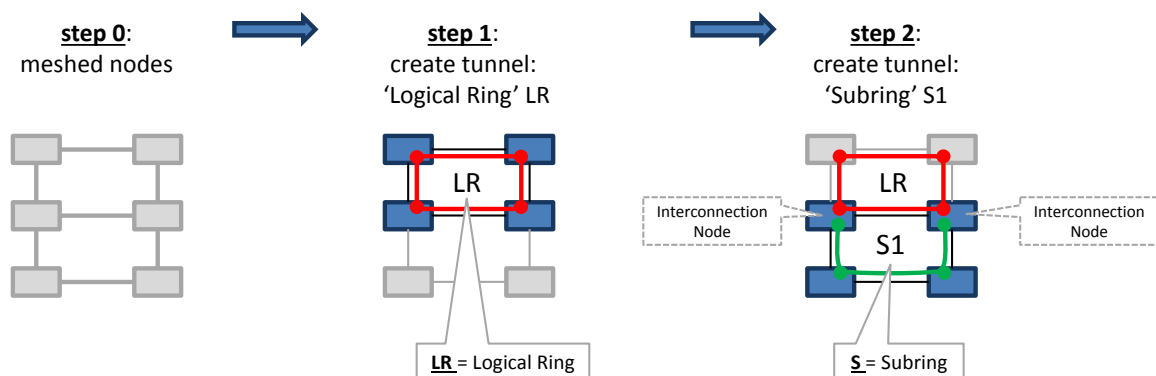 step 0:
meshed nodes
step 1:
create tunnel:
‘Logical Ring’ LR
step 2:
create tunnel:
‘Subring’ S1
LR
LR
Interconnection
Node
Interconnection
Node
S1
LR = Logical Ring
S = Subring